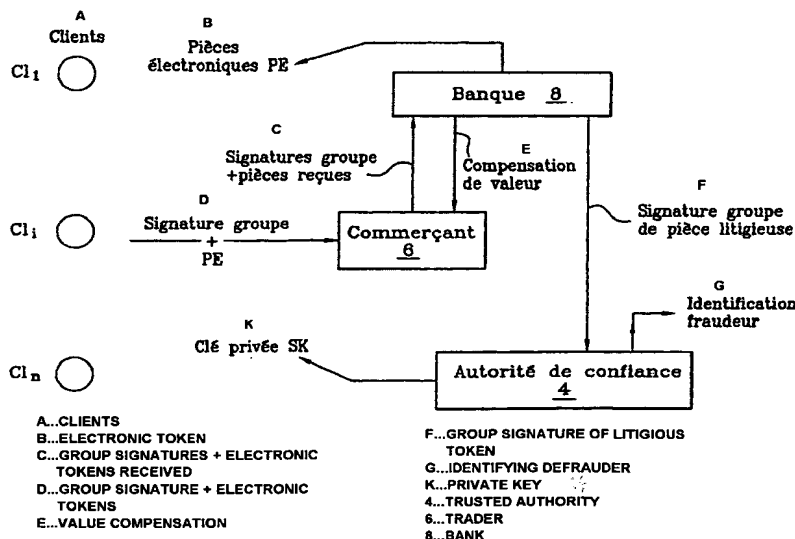 A
Clients
B
Pièces
électroniques PE
Cl1
Banque 8
C
Signatures groupe
+pièces reçues
E
Compensation
de valeur
D
Signature groupe
+
PE
Cli
Commerçant
6
F
Signature groupe
de pièce litigieuse
G
Identification
fraudeur
K
Clé privée SK
Cln
Autorité de confiance
4
A...CLIENTS
B...ELECTRONIC TOKEN
C...GROUP SIGNATURES + ELECTRONIC
TOKENS RECEIVED
D...GROUP SIGNATURE + ELECTRONIC
TOKENS
E...VALUE COMPENSATION
F...GROUP SIGNATURE OF LITIGIOUS
TOKEN
G...IDENTIFYING DEFRAUDER
K...PRIVATE KEY
4...TRUSTED AUTHORITY
6...TRADER
8...BANK